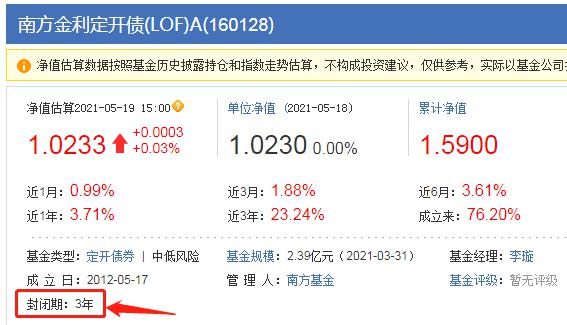 南方金利定开债(LOF)A(160128)
净值估算数据按照基金历史披露持仓和指数走势估算，不构成投资建议，仅供参考，实际以基金公司
净值估算2021-05-19 15:00 单位净值 (2021-05-18) 累计净值
1.0233 +0.0003 +0.03% 1.0230 0.00% 1.5900
近1月：0.99% 近3月：1.88% 近6月：3.61%
近1年：3.71% 近3年：23.24% 成立来：76.20%
基金类型：定开债券 | 中低风险 基金规模：2.39亿元（2021-03-31） 基金经理：李璇
成 立 日：2012-05-17 管 理 人：南方基金 基金评级：暂无评级
封闭期：3年